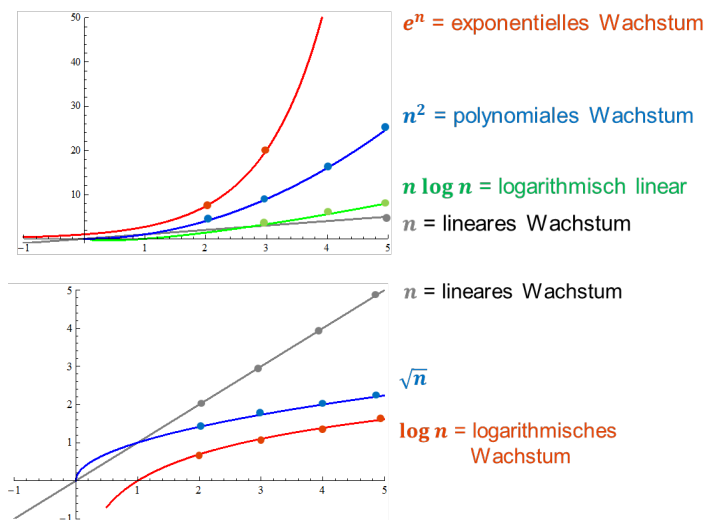 50
40
30
20
10
−1
1
2
3
4
5
e^n = exponentielles Wachstum
n^2 = polynomiales Wachstum
n log n = logarithmisch linear
n = lineares Wachstum
5
4
3
2
1
−1
−1
1
2
3
4
5
n = lineares Wachstum
√n
log n = logarithmisches
Wachstum